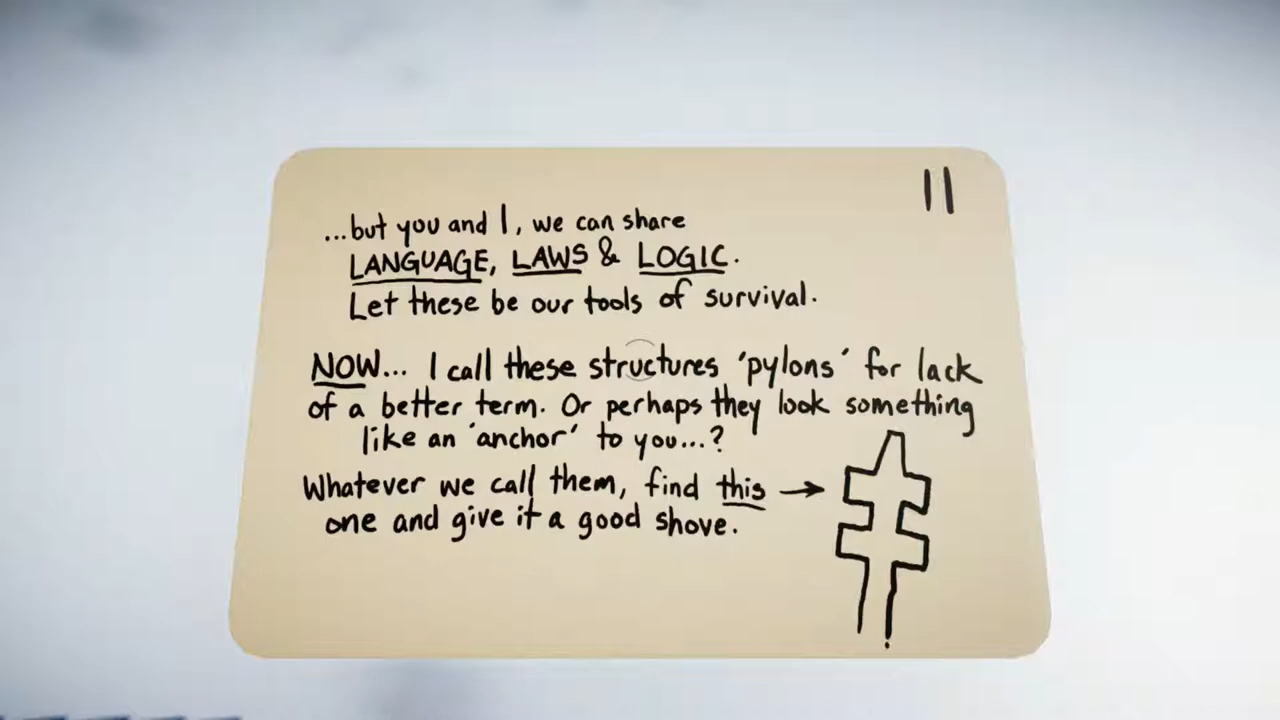 11
...but you and I, we can share
LANGUAGE, LAWS & LOGIC.
Let these be our tools of survival.
NOW... I call these structures 'pylons' for lack
of a better term. Or perhaps they look something
like an 'anchor' to you...?
Whatever we call them, find this →
one and give it a good shove.